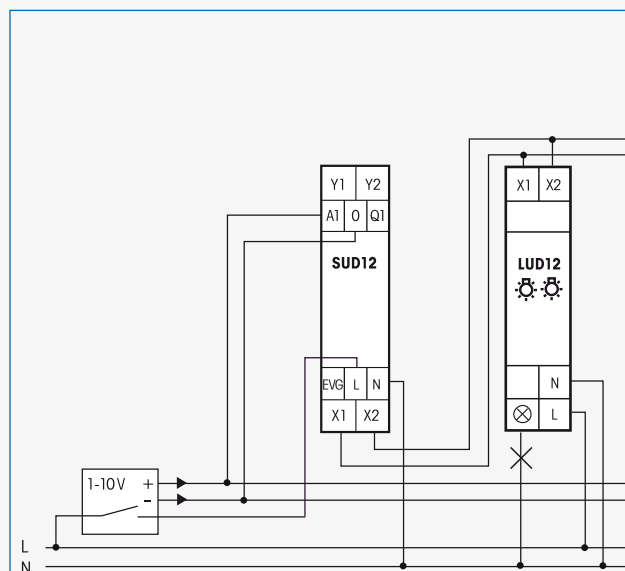 Y1 Y2
A1 0 Q1
SUD12
EVG L N
X1 X2
X1 X2
LUD12
N
L
1-10V +
-
L
N